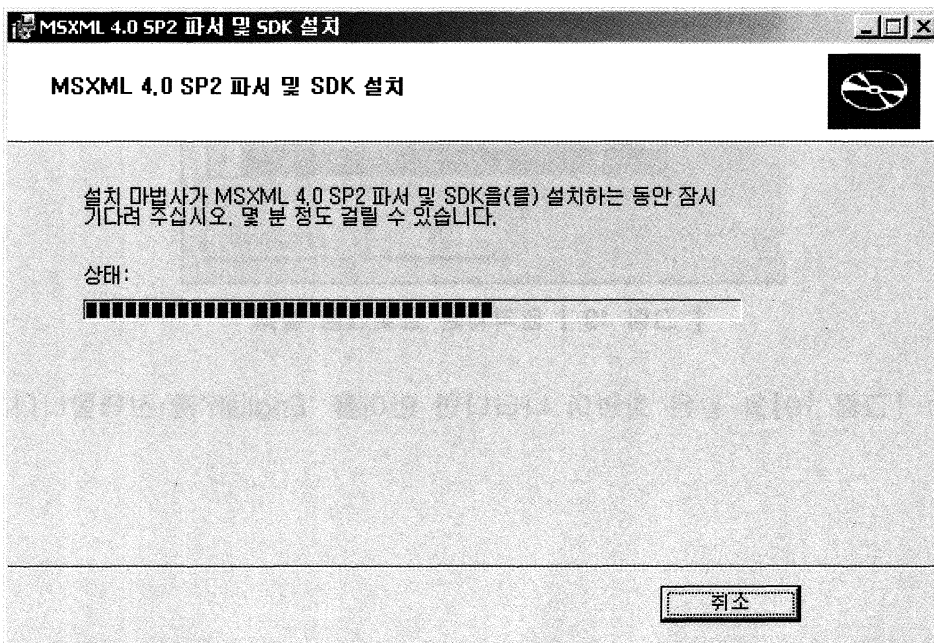 MSXML 4.0 SP2 파서 및 SDK 설치
MSXML 4.0 SP2 파서 및 SDK 설치
설치 마법사가 MSXML 4.0 SP2 파서 및 SDK을(를) 설치하는 동안 잠시
기다려 주십시오. 몇 분 정도 걸릴 수 있습니다.
상태:
취소